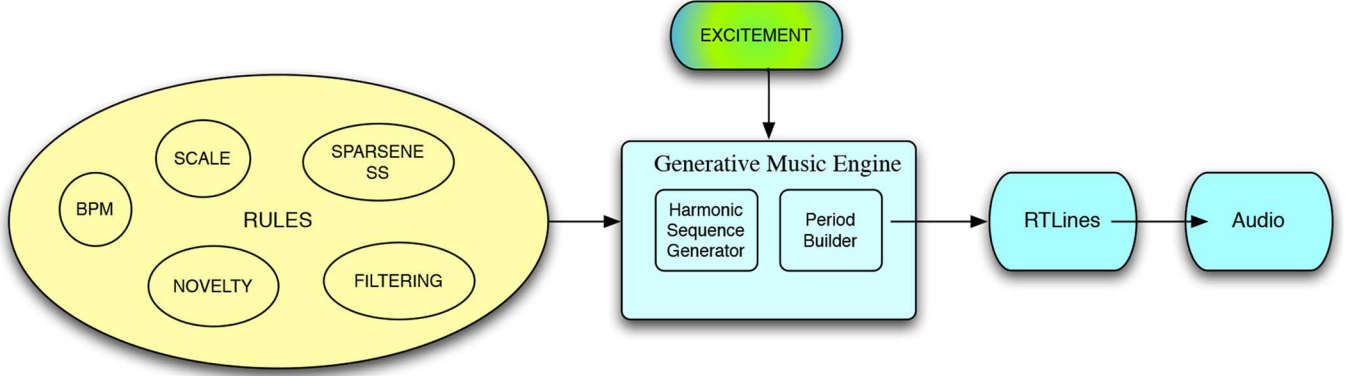 EXCITEMENT
SCALE
SPARSENE
SS
BPM
RULES
NOVELTY
FILTERING
Generative Music Engine
Harmonic
Sequence
Generator
Period
Builder
RTLines
Audio